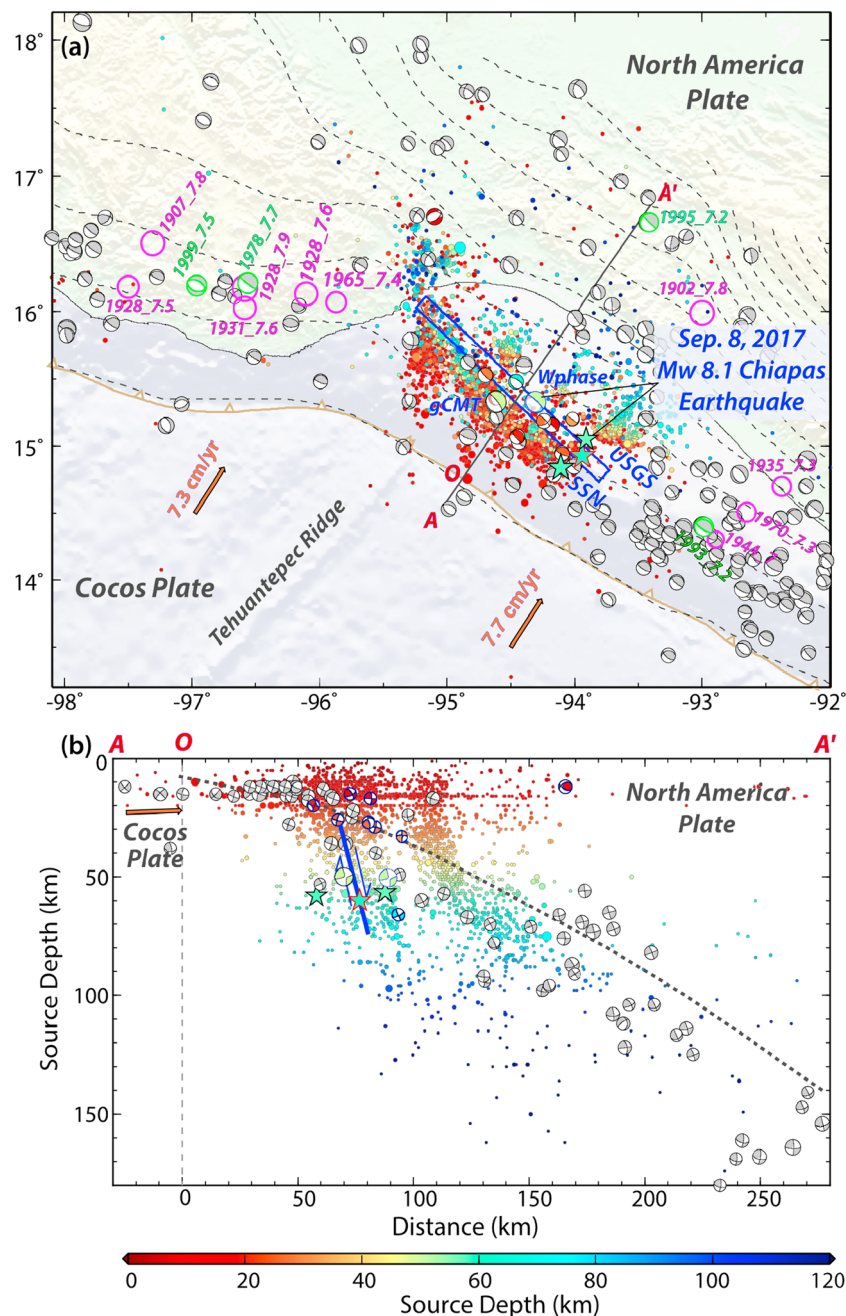 18°
(a)
North America
Plate
17°
1907_7.8
1999_7.5
1978_7.7
1928_7.9
1928_7.6
1965_7.4
1928_7.5
1931_7.6
A'
1995_7.2
1902_7.8
16°
Sep. 8, 2017
Mw 8.1 Chiapas
Earthquake
Wphase
gCMT
15°
O
USGS
SSN
A
1935_7.3
1970_7.3
7.3 cm/yr
Tehuantepec Ridge
Cocos Plate
7.7 cm/yr
14°
-98° -97° -96° -95° -94° -93° -92°
(b) A O A'
0
North America
Plate
Cocos
Plate
50
100
150
Source Depth (km)
0 50 100 150 200 250
Distance (km)
0 20 40 60 80 100 120
Source Depth (km)